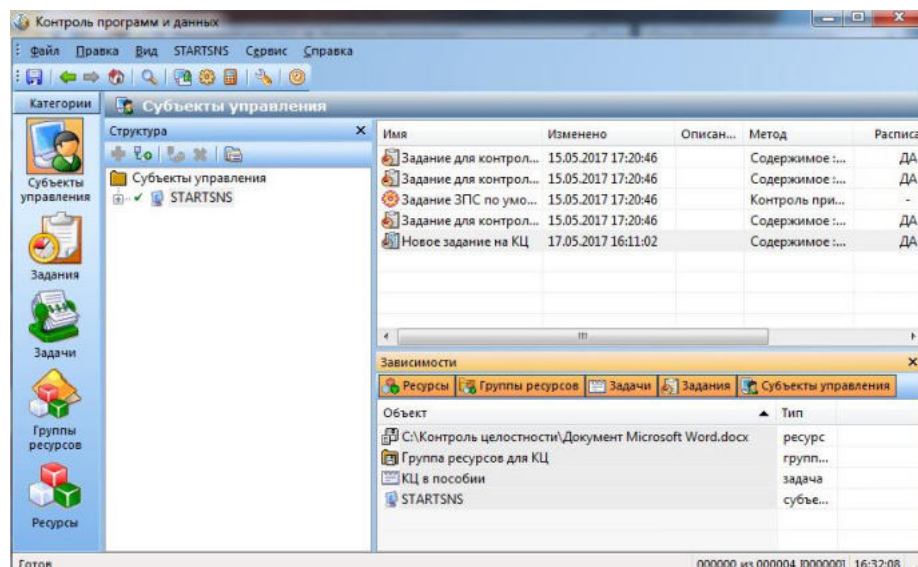 Контроль программ и данных
Файл Правка Вид STARTSNS Сервис Справка
Категории
Субъекты управления
Субъекты управления
Задания
Задачи
Группы ресурсов
Ресурсы
Структура
Субъекты управления
STARTSNS
Имя Изменено Описан... Метод Расписа
Задание для контрол... 15.05.2017 17:20:46 Содержимое :... ДА
Задание для контрол... 15.05.2017 17:20:46 Содержимое :... ДА
Задание ЗПС по умо... 15.05.2017 17:20:46 Контроль при... -
Задание для контрол... 15.05.2017 17:20:46 Содержимое :... ДА
Новое задание на КЦ 17.05.2017 16:11:02 Содержимое :... ДА
Зависимости
Ресурсы Группы ресурсов Задачи Задания Субъекты управления
Объект Тип
C:\Контроль целостности\Документ Microsoft Word.docx ресурс
Группа ресурсов для КЦ групп...
КЦ в пособии задача
STARTSNS субъе...
Готов 000000 из 000004 [000000] 16:32:08